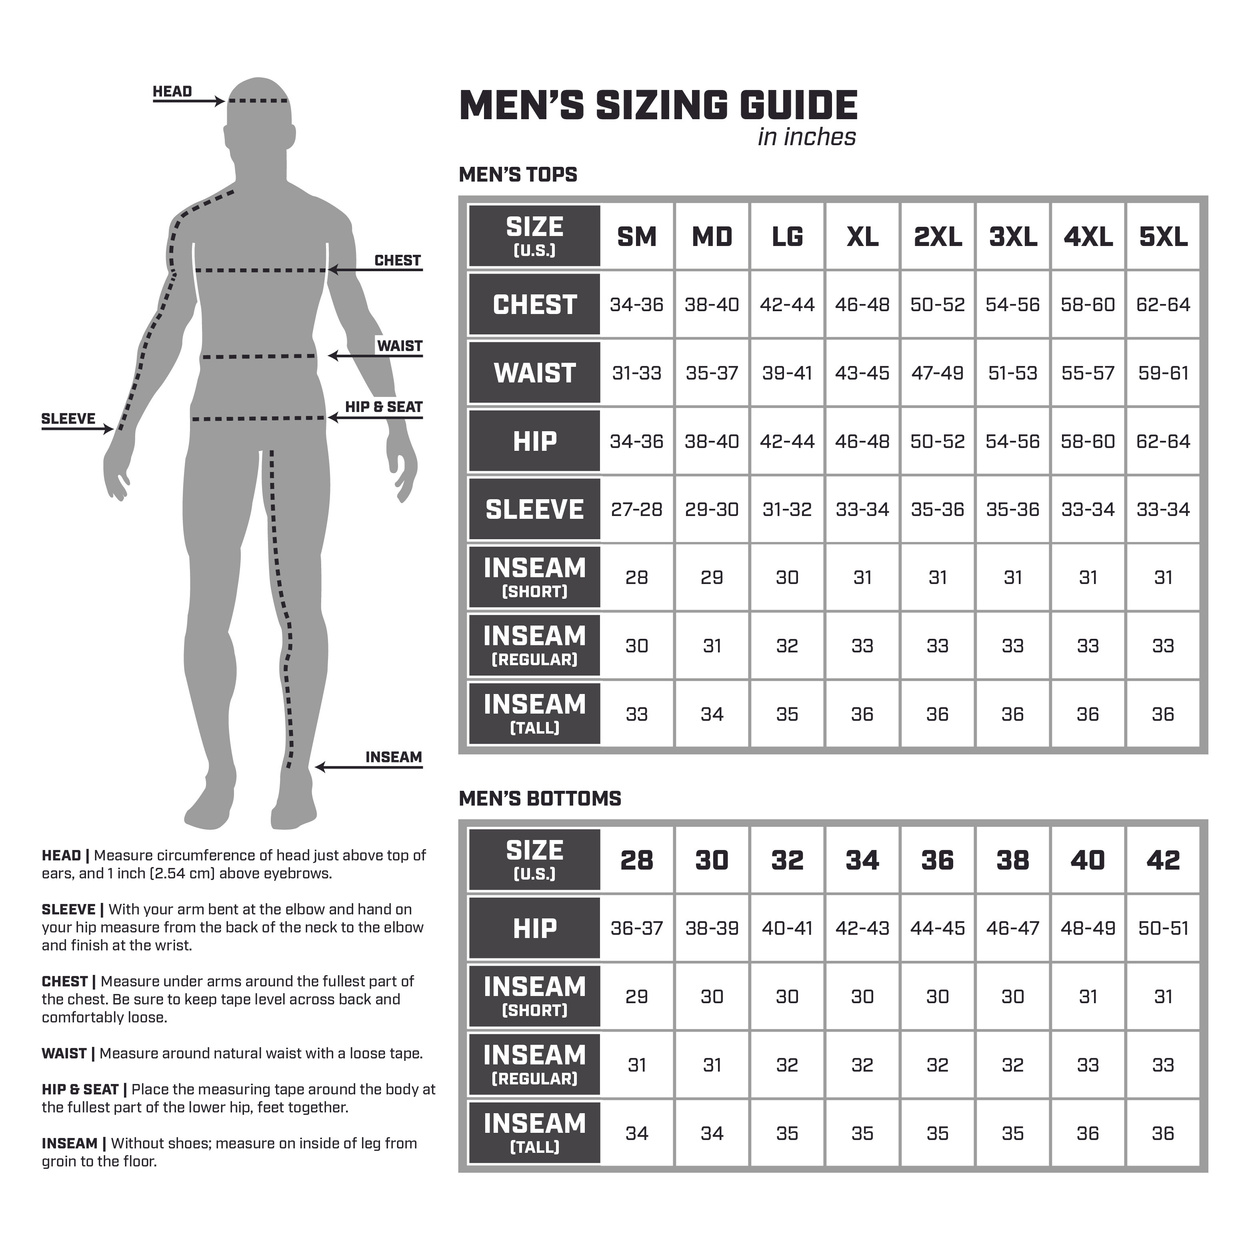 HEAD
CHEST
WAIST
HIP & SEAT
SLEEVE
INSEAM
HEAD | Measure circumference of head just above top of
ears, and 1 inch (2.54 cm) above eyebrows.
SLEEVE | With your arm bent at the elbow and hand on
your hip measure from the back of the neck to the elbow
and finish at the wrist.
CHEST | Measure under arms around the fullest part of
the chest. Be sure to keep tape level across back and
comfortably loose.
WAIST | Measure around natural waist with a loose tape.
HIP & SEAT | Place the measuring tape around the body at
the fullest part of the lower hip, feet together.
INSEAM | Without shoes; measure on inside of leg from
groin to the floor.
MEN'S SIZING GUIDE
in inches
MEN'S TOPS
SIZE (U.S.) SM MD LG XL 2XL 3XL 4XL 5XL
CHEST 34-36 38-40 42-44 46-48 50-52 54-56 58-60 62-64
WAIST 31-33 35-37 39-41 43-45 47-49 51-53 55-57 59-61
HIP 34-36 38-40 42-44 46-48 50-52 54-56 58-60 62-64
SLEEVE 27-28 29-30 31-32 33-34 35-36 35-36 33-34 33-34
INSEAM (SHORT) 28 29 30 31 31 31 31 31
INSEAM (REGULAR) 30 31 32 33 33 33 33 33
INSEAM (TALL) 33 34 35 36 36 36 36 36
MEN'S BOTTOMS
SIZE (U.S.) 28 30 32 34 36 38 40 42
HIP 36-37 38-39 40-41 42-43 44-45 46-47 48-49 50-51
INSEAM (SHORT) 29 30 30 30 30 30 31 31
INSEAM (REGULAR) 31 31 32 32 32 32 33 33
INSEAM (TALL) 34 34 35 35 35 35 36 36